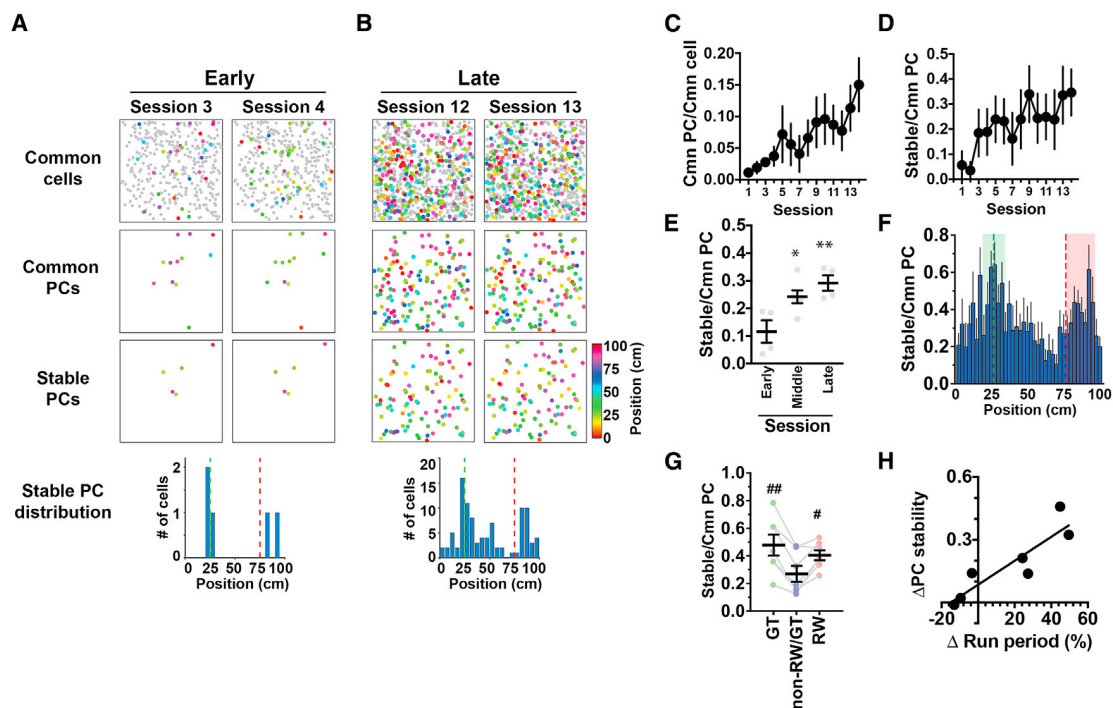 A
Early
Session 3 Session 4
Common cells
Common PCs
Stable PCs
Stable PC distribution
# of cells
2
1
0
0 25 50 75 100
Position (cm)
B
Late
Session 12 Session 13
100
75
50
25
0
Position (cm)
# of cells
20
15
10
5
0
0 25 50 75 100
Position (cm)
C
Cmn PC/Cmn cell
0.20
0.15
0.10
0.05
0.00
1 3 5 7 9 11 13
Session
D
Stable/Cmn PC
0.5
0.4
0.3
0.2
0.1
0.0
1 3 5 7 9 11 13
Session
E
Stable/Cmn PC
0.4
0.3
0.2
0.1
0.0
* **
Early Middle Late
Session
F
Stable/Cmn PC
0.8
0.6
0.4
0.2
0.0
0 25 50 75 100
Position (cm)
G
Stable/Cmn PC
1.0
0.8
0.6
0.4
0.2
0.0
## #
GT non-RW/GT RW
H
ΔPC stability
0.6
0.3
-20 20 40 60
Δ Run period (%)